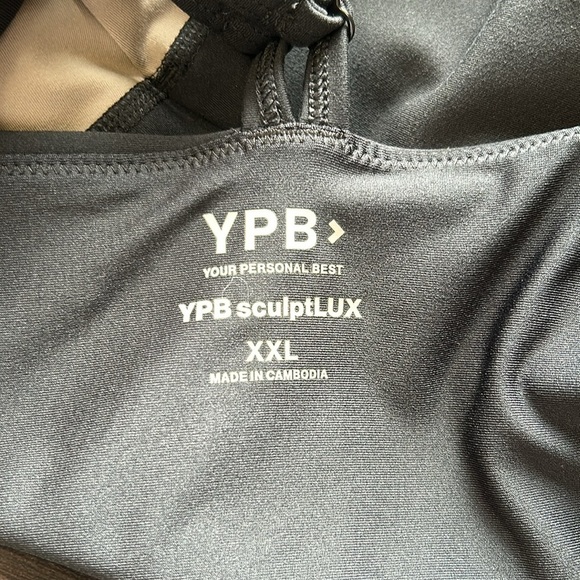 YPB>
YOUR PERSONAL BEST
YPB sculptLUX
XXL
MADE IN CAMBODIA